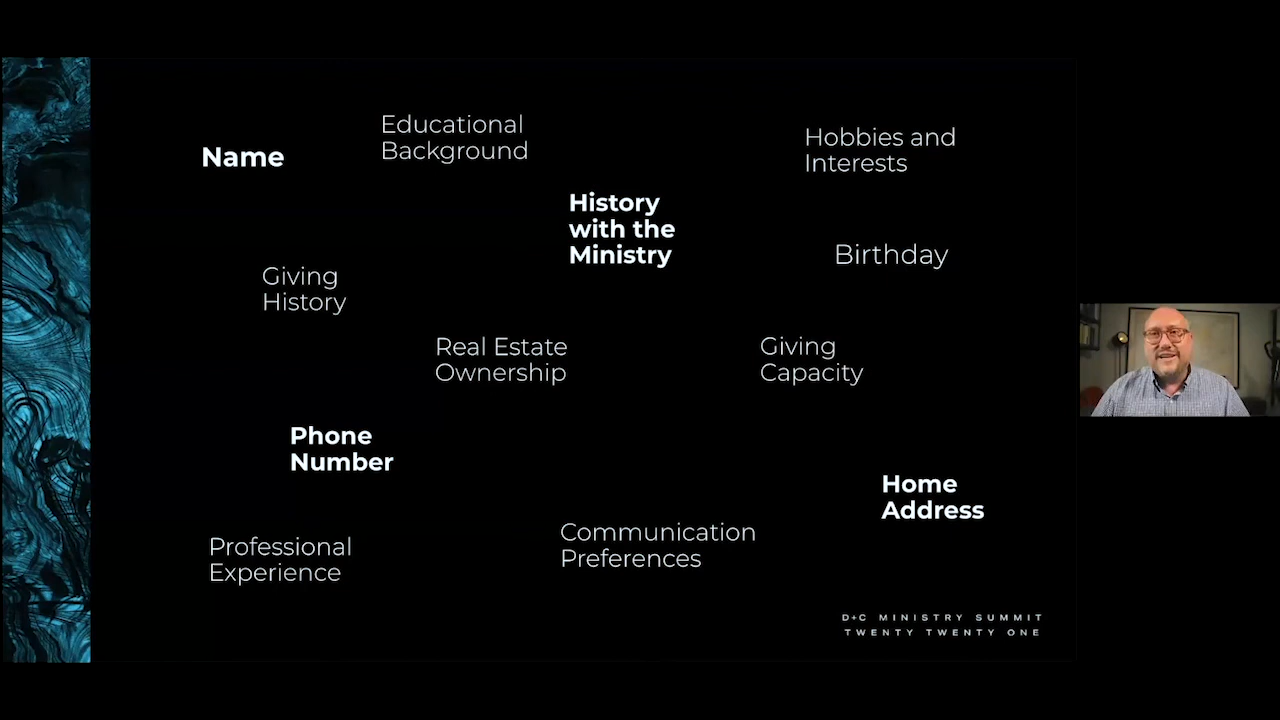 Name
Educational
Background
Hobbies and
Interests
History
with the
Ministry
Birthday
Giving
History
Real Estate
Ownership
Giving
Capacity
Phone
Number
Home
Address
Professional
Experience
Communication
Preferences
D+C MINISTRY SUMMIT
TWENTY TWENTY ONE